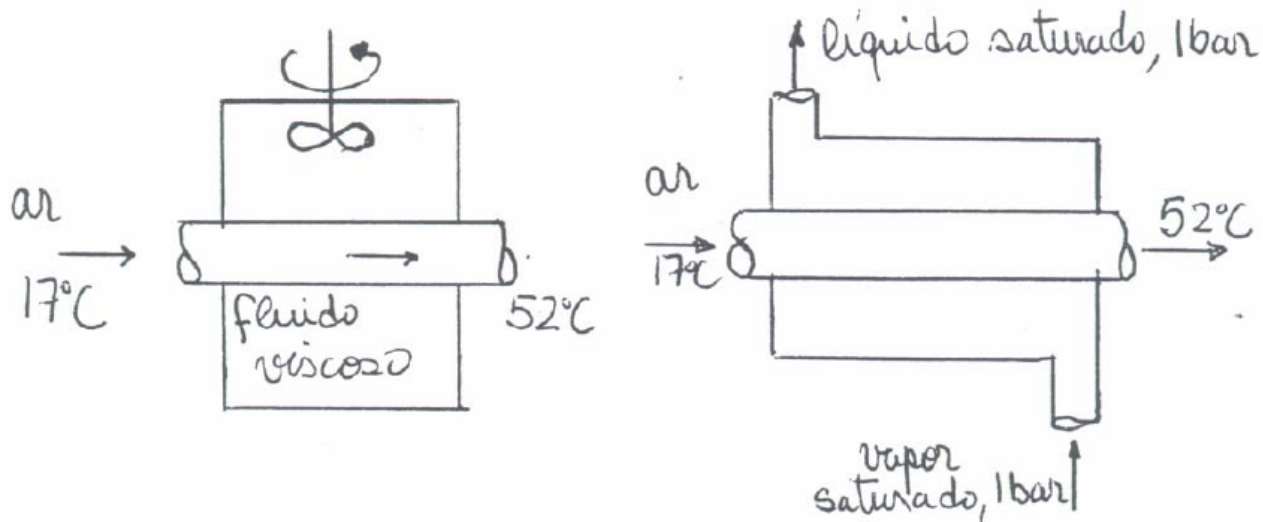 ar
17°C
fluido
viscoso
52°C
líquido saturado, 1bar
ar
17°C
52°C
vapor
saturado, 1bar